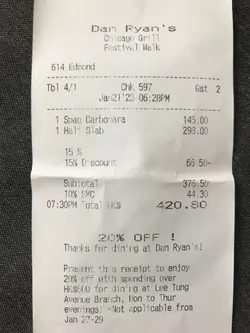 Dan Ryan's
Chicago Grill
Festival Walk
614 Edmond
Tbl 4/1 Chk 597 Gst 2
Jan21'23 06:28PM
1 Spag Carbonara 145.00
1 Half Slab 298.00
15 %
15% Discount 66.50-
Subtotal 376.50
10% SVC 44.30
07:30PM Total HK$ 420.80
20% OFF !
Thanks for dining at Dan Ryan's!
Present this receipt to enjoy
20% off with spending over
HK$600 for dining at Lee Tung
Avenue Branch, Mon to Thur
evenings! *Not applicable from
Jan 27-29